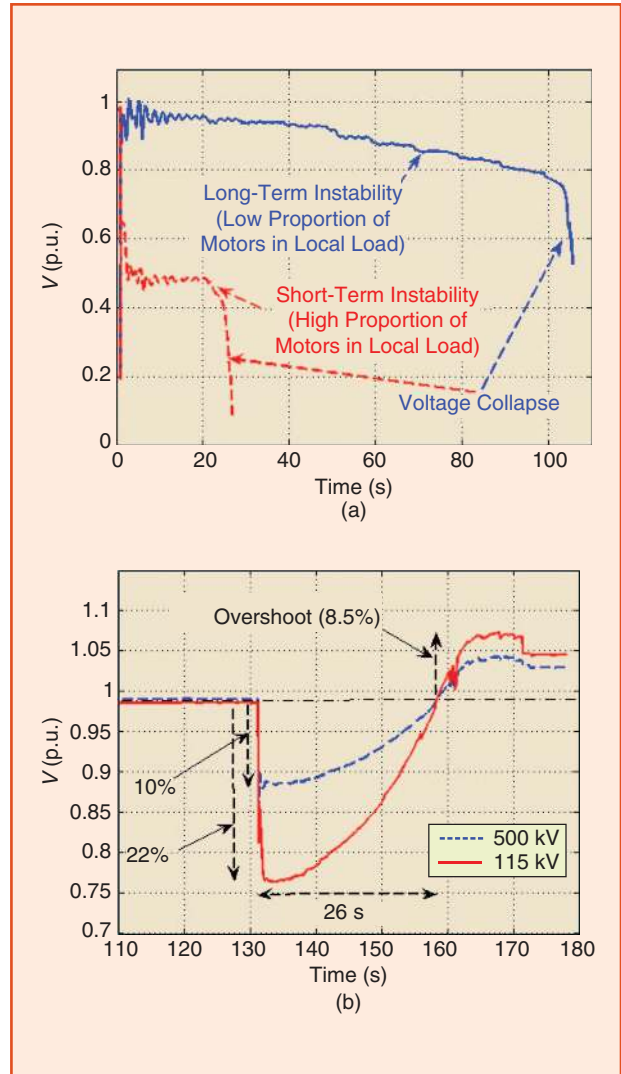 1
0.8
0.6
0.4
0.2
0
V (p.u.)
Long-Term Instability
(Low Proportion of
Motors in Local Load)
Short-Term Instability
(High Proportion of
Motors in Local Load)
Voltage Collapse
0 20 40 60 80 100
Time (s)
(a)
1.1
1.05
1
0.95
0.9
0.85
0.8
0.75
0.7
V (p.u.)
Overshoot (8.5%)
10%
22%
26 s
500 kV
115 kV
110 120 130 140 150 160 170 180
Time (s)
(b)